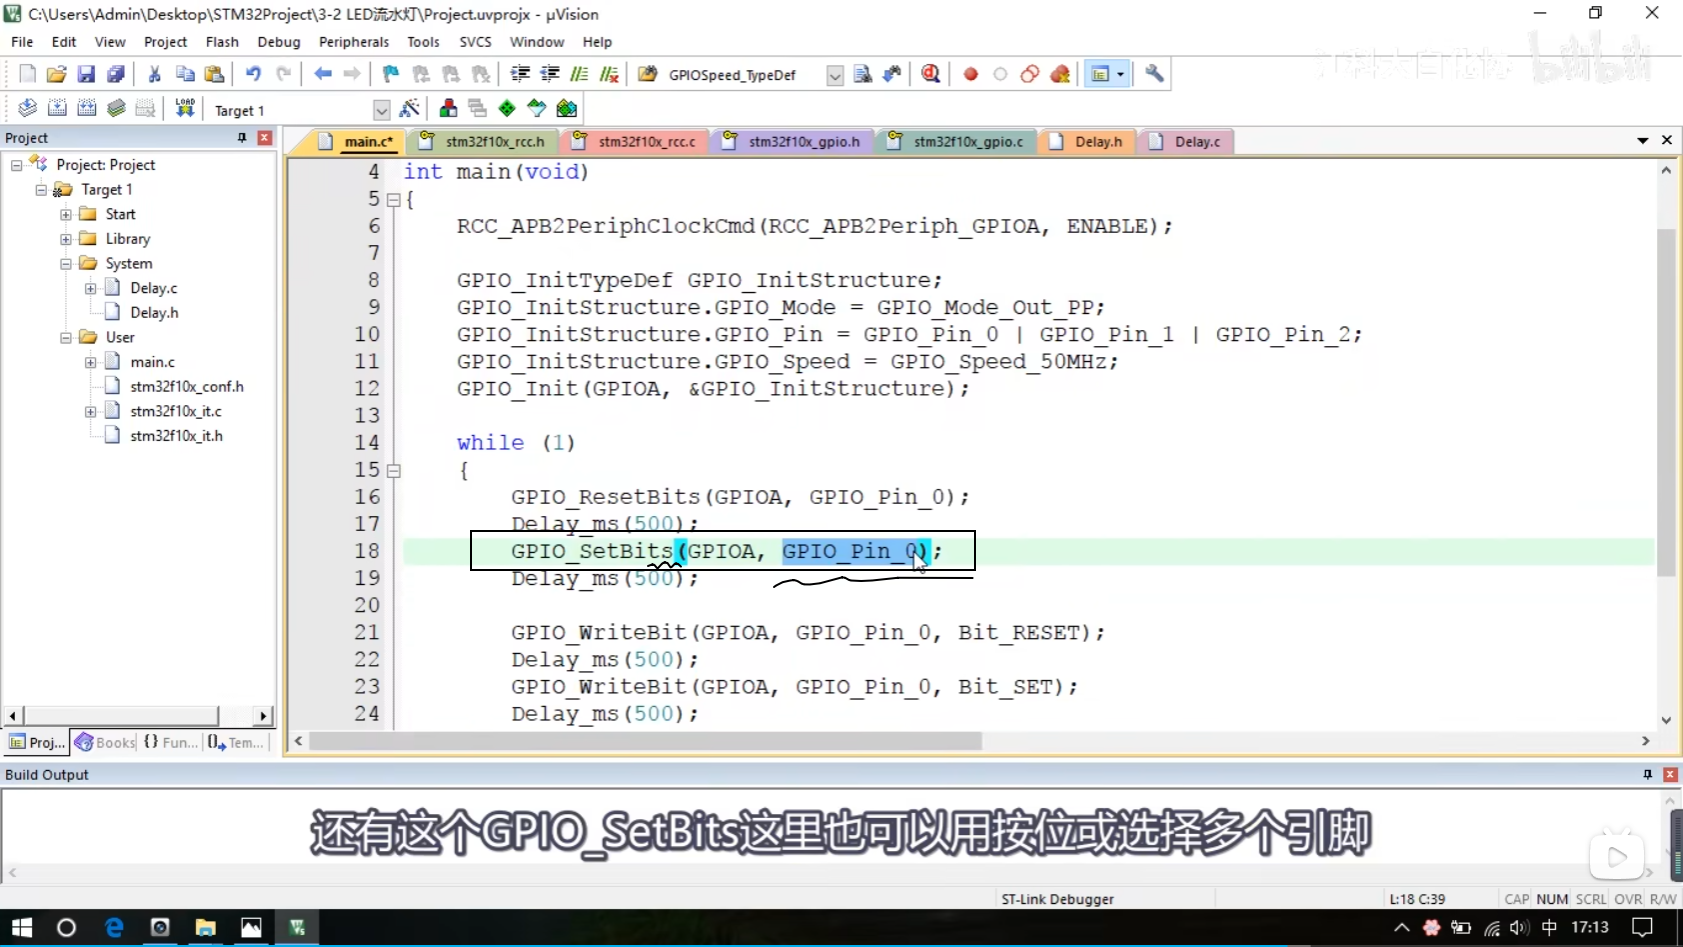 C:\Users\Admin\Desktop\STM32Project\3-2 LED流水灯\Project.uvprojx - µVision
File Edit View Project Flash Debug Peripherals Tools SVCS Window Help
GPIOSpeed_TypeDef
LOAD Target 1
Project
main.c* stm32f10x_rcc.h stm32f10x_rcc.c stm32f10x_gpio.h stm32f10x_gpio.c Delay.h Delay.c
Project: Project
Target 1
Start
Library
System
Delay.c
Delay.h
User
main.c
stm32f10x_conf.h
stm32f10x_it.c
stm32f10x_it.h
Proj... Books {} Fun... Tem...
4 int main(void)
5 {
6 RCC_APB2PeriphClockCmd(RCC_APB2Periph_GPIOA, ENABLE);
7
8 GPIO_InitTypeDef GPIO_InitStructure;
9 GPIO_InitStructure.GPIO_Mode = GPIO_Mode_Out_PP;
10 GPIO_InitStructure.GPIO_Pin = GPIO_Pin_0 | GPIO_Pin_1 | GPIO_Pin_2;
11 GPIO_InitStructure.GPIO_Speed = GPIO_Speed_50MHz;
12 GPIO_Init(GPIOA, &GPIO_InitStructure);
13
14 while (1)
15 {
16 GPIO_ResetBits(GPIOA, GPIO_Pin_0);
17 Delay_ms(500);
18 GPIO_SetBits(GPIOA, GPIO_Pin_0);
19 Delay_ms(500);
20
21 GPIO_WriteBit(GPIOA, GPIO_Pin_0, Bit_RESET);
22 Delay_ms(500);
23 GPIO_WriteBit(GPIOA, GPIO_Pin_0, Bit_SET);
24 Delay_ms(500);
Build Output
还有这个GPIO_SetBits这里也可以用按位或选择多个引脚
ST-Link Debugger L:18 C:39 CAP NUM SCRL OVR R/W
中 17:13